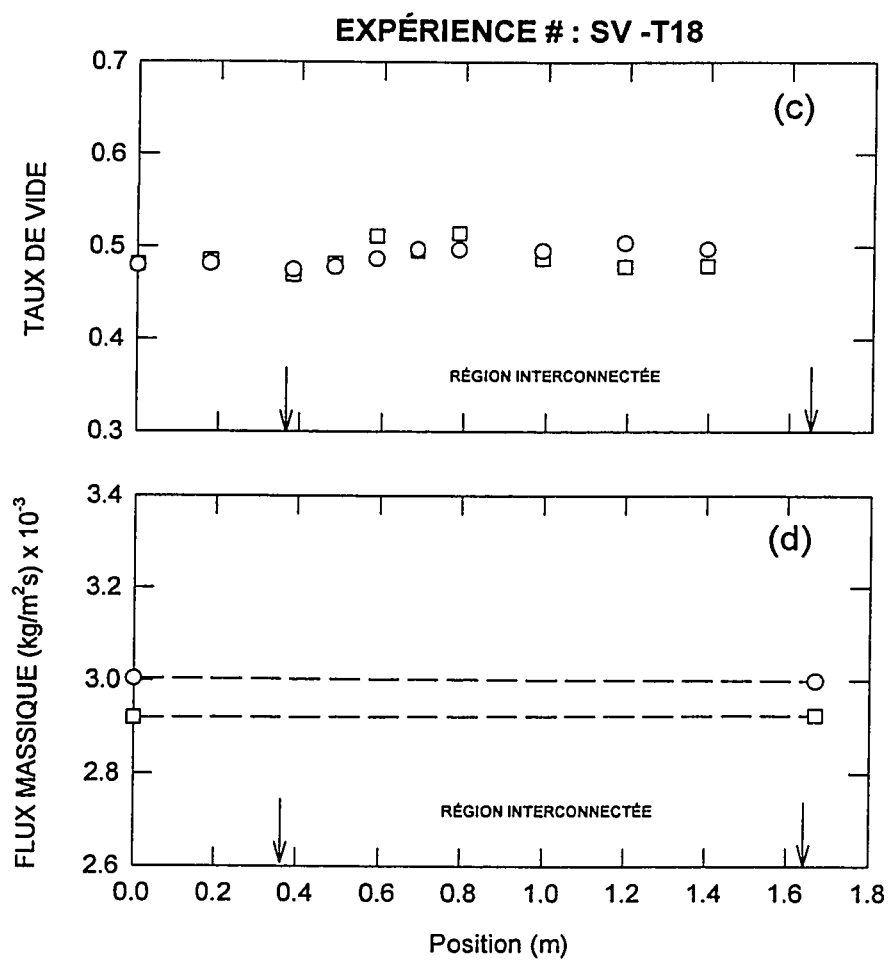 EXPÉRIENCE # : SV -T18
(c)
TAUX DE VIDE
0.7
0.6
0.5
0.4
0.3
RÉGION INTERCONNECTÉE
(d)
FLUX MASSIQUE (kg/m²s) x 10⁻³
3.4
3.2
3.0
2.8
2.6
RÉGION INTERCONNECTÉE
0.0 0.2 0.4 0.6 0.8 1.0 1.2 1.4 1.6 1.8
Position (m)